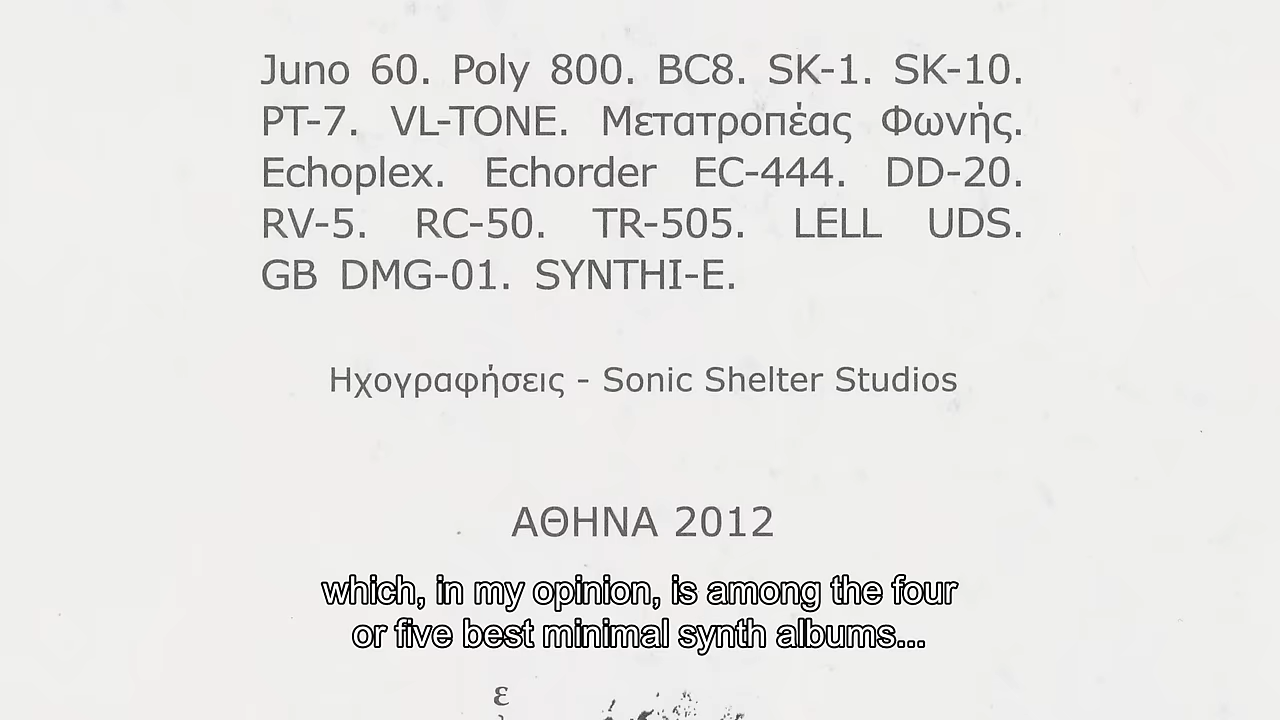 Juno 60. Poly 800. BC8. SK-1. SK-10.
PT-7. VL-TONE. Μετατροπέας Φωνής.
Echoplex. Echorder EC-444. DD-20.
RV-5. RC-50. TR-505. LELL UDS.
GB DMG-01. SYNTHI-E.
Ηχογραφήσεις - Sonic Shelter Studios
ΑΘΗΝΑ 2012
which, in my opinion, is among the four
or five best minimal synth albums...
ε